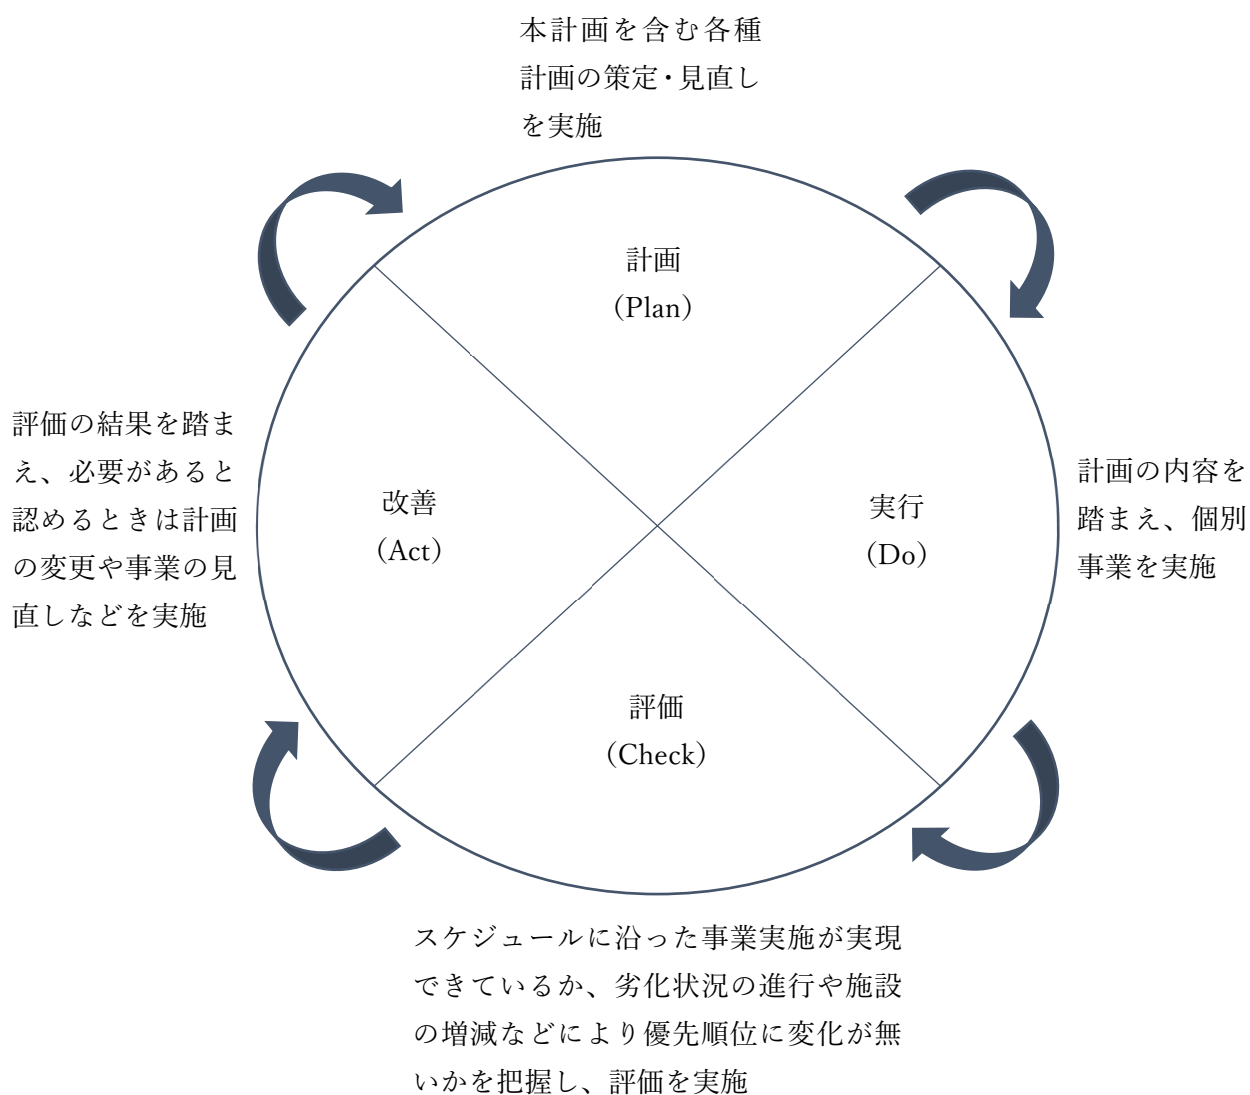 本計画を含む各種
計画の策定・見直し
を実施
計画
(Plan)
評価の結果を踏ま
え、必要があると
認めるときは計画
の変更や事業の見
直しなどを実施
改善
(Act)
実行
(Do)
計画の内容を
踏まえ、個別
事業を実施
評価
(Check)
スケジュールに沿った事業実施が実現
できているか、劣化状況の進行や施設
の増減などにより優先順位に変化が無
いかを把握し、評価を実施